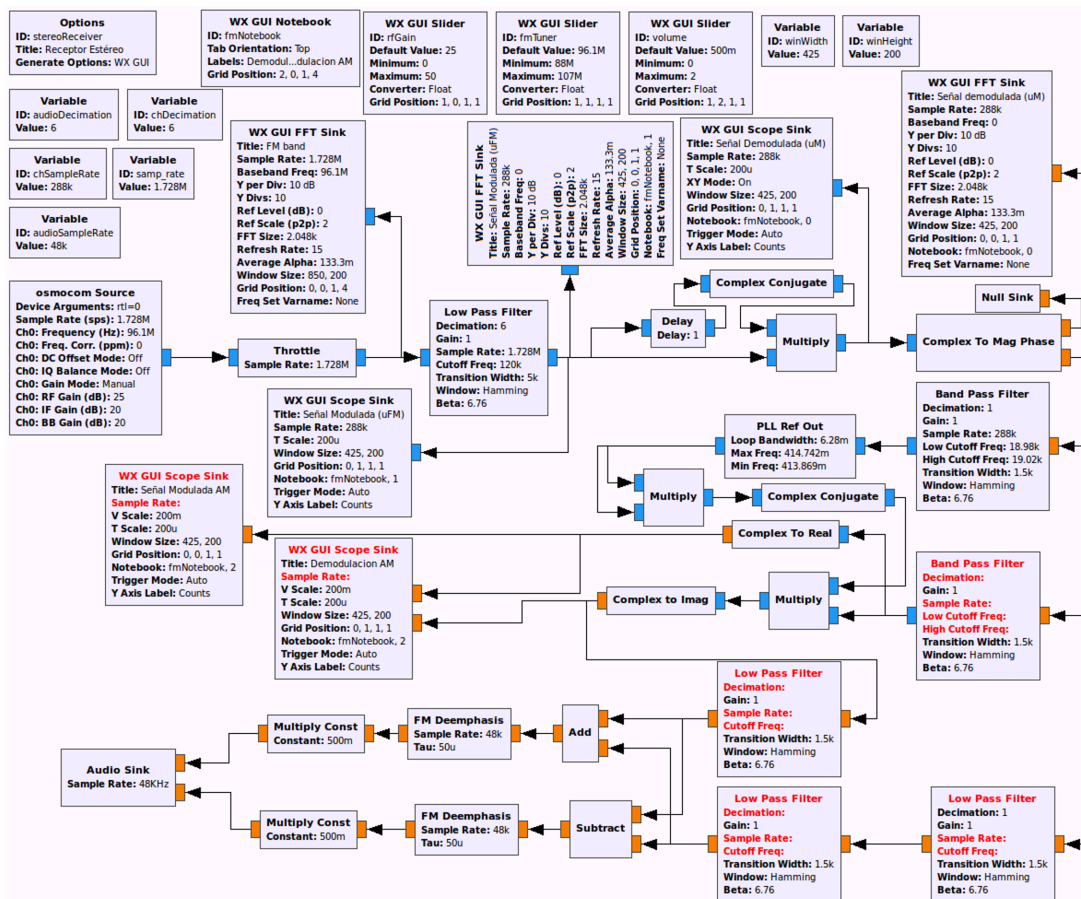 Options
ID: stereoReceiver
Title: Receptor Estéreo
Generate Options: WX GUI
WX GUI Notebook
ID: fmNotebook
Tab Orientation: Top
Labels: Demodul...dulacion AM
Grid Position: 2, 0, 1, 4
WX GUI Slider
ID: rfGain
Default Value: 25
Minimum: 0
Maximum: 50
Converter: Float
Grid Position: 1, 0, 1, 1
WX GUI Slider
ID: fmTuner
Default Value: 96.1M
Minimum: 88M
Maximum: 107M
Converter: Float
Grid Position: 1, 1, 1, 1
WX GUI Slider
ID: volume
Default Value: 500m
Minimum: 0
Maximum: 2
Converter: Float
Grid Position: 1, 2, 1, 1
Variable
ID: winWidth
Value: 425
Variable
ID: winHeight
Value: 200
Variable
ID: audioDecimation
Value: 6
Variable
ID: chDecimation
Value: 6
Variable
ID: chSampleRate
Value: 288k
Variable
ID: samp_rate
Value: 1.728M
Variable
ID: audioSampleRate
Value: 48k
WX GUI FFT Sink
Title: FM band
Sample Rate: 1.728M
Baseband Freq: 96.1M
Y per Div: 10 dB
Y Divs: 10
Ref Level (dB): 0
Ref Scale (p2p): 2
FFT Size: 2.048k
Refresh Rate: 15
Average Alpha: 133.3m
Window Size: 850, 200
Grid Position: 0, 0, 1, 4
Freq Set Varname: None
WX GUI FFT Sink
Title: Señal Modulada (uFM)
Sample Rate: 288k
Baseband Freq: 0
Y per Div: 10 dB
Y Divs: 10
Ref Level (dB): 0
Ref Scale (p2p): 2
FFT Size: 2.048k
Refresh Rate: 15
Average Alpha: 133.3m
Window Size: 425, 200
Grid Position: 0, 0, 1, 1
Notebook: fmNotebook, 1
Freq Set Varname: None
WX GUI Scope Sink
Title: Señal Demodulada (uM)
Sample Rate: 288k
T Scale: 200u
XY Mode: On
Window Size: 425, 200
Grid Position: 0, 1, 1, 1
Notebook: fmNotebook, 0
Trigger Mode: Auto
Y Axis Label: Counts
WX GUI FFT Sink
Title: Señal demodulada (uM)
Sample Rate: 288k
Baseband Freq: 0
Y per Div: 10 dB
Y Divs: 10
Ref Level (dB): 0
Ref Scale (p2p): 2
FFT Size: 2.048k
Refresh Rate: 15
Average Alpha: 133.3m
Window Size: 425, 200
Grid Position: 0, 0, 1, 1
Notebook: fmNotebook, 0
Freq Set Varname: None
osmocom Source
Device Arguments: rtl=0
Sample Rate (sps): 1.728M
Ch0: Frequency (Hz): 96.1M
Ch0: Freq. Corr. (ppm): 0
Ch0: DC Offset Mode: Off
Ch0: IQ Balance Mode: Off
Ch0: Gain Mode: Manual
Ch0: RF Gain (dB): 25
Ch0: IF Gain (dB): 20
Ch0: BB Gain (dB): 20
Throttle
Sample Rate: 1.728M
Low Pass Filter
Decimation: 6
Gain: 1
Sample Rate: 1.728M
Cutoff Freq: 120k
Transition Width: 5k
Window: Hamming
Beta: 6.76
Complex Conjugate
Delay
Delay: 1
Multiply
Null Sink
Complex To Mag Phase
WX GUI Scope Sink
Title: Señal Modulada (uFM)
Sample Rate: 288k
T Scale: 200u
Window Size: 425, 200
Grid Position: 0, 1, 1, 1
Notebook: fmNotebook, 1
Trigger Mode: Auto
Y Axis Label: Counts
PLL Ref Out
Loop Bandwidth: 6.28m
Max Freq: 414.742m
Min Freq: 413.869m
Band Pass Filter
Decimation: 1
Gain: 1
Sample Rate: 288k
Low Cutoff Freq: 18.98k
High Cutoff Freq: 19.02k
Transition Width: 1.5k
Window: Hamming
Beta: 6.76
WX GUI Scope Sink
Title: Señal Modulada AM
Sample Rate:
V Scale: 200m
T Scale: 200u
Window Size: 425, 200
Grid Position: 0, 0, 1, 1
Notebook: fmNotebook, 2
Trigger Mode: Auto
Y Axis Label: Counts
Multiply
Complex Conjugate
Complex To Real
WX GUI Scope Sink
Title: Demodulacion AM
Sample Rate:
V Scale: 200m
T Scale: 200u
Window Size: 425, 200
Grid Position: 0, 1, 1, 1
Notebook: fmNotebook, 2
Trigger Mode: Auto
Y Axis Label: Counts
Complex to Imag
Multiply
Band Pass Filter
Decimation:
Gain: 1
Sample Rate:
Low Cutoff Freq:
High Cutoff Freq:
Transition Width: 1.5k
Window: Hamming
Beta: 6.76
Low Pass Filter
Decimation:
Gain: 1
Sample Rate:
Cutoff Freq:
Transition Width: 1.5k
Window: Hamming
Beta: 6.76
Multiply Const
Constant: 500m
FM Deemphasis
Sample Rate: 48k
Tau: 50u
Add
Audio Sink
Sample Rate: 48KHz
Multiply Const
Constant: 500m
FM Deemphasis
Sample Rate: 48k
Tau: 50u
Subtract
Low Pass Filter
Decimation:
Gain: 1
Sample Rate:
Cutoff Freq:
Transition Width: 1.5k
Window: Hamming
Beta: 6.76
Low Pass Filter
Decimation: 1
Gain: 1
Sample Rate:
Cutoff Freq:
Transition Width: 1.5k
Window: Hamming
Beta: 6.76